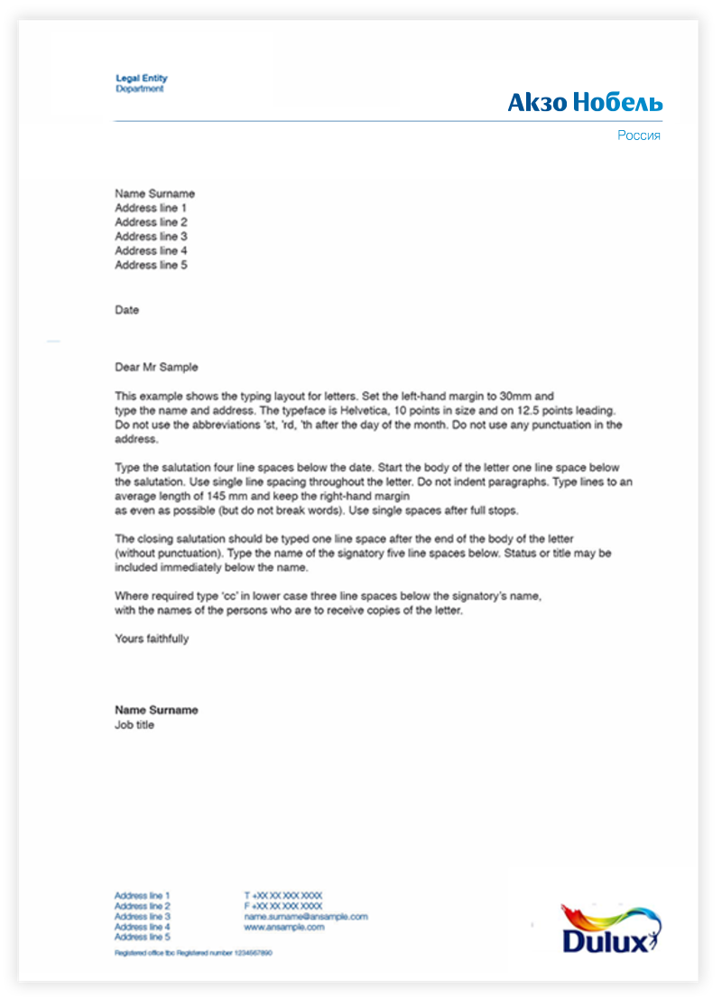 Legal Entity
Department
Акзо Нобель
Россия
Name Surname
Address line 1
Address line 2
Address line 3
Address line 4
Address line 5
Date
Dear Mr Sample
This example shows the typing layout for letters. Set the left-hand margin to 30mm and
type the name and address. The typeface is Helvetica, 10 points in size and on 12.5 points leading.
Do not use the abbreviations 'st, 'rd, 'th after the day of the month. Do not use any punctuation in the
address.
Type the salutation four line spaces below the date. Start the body of the letter one line space below
the salutation. Use single line spacing throughout the letter. Do not indent paragraphs. Type lines to an
average length of 145 mm and keep the right-hand margin
as even as possible (but do not break words). Use single spaces after full stops.
The closing salutation should be typed one line space after the end of the body of the letter
(without punctuation). Type the name of the signatory five line spaces below. Status or title may be
included immediately below the name.
Where required type ‘cc’ in lower case three line spaces below the signatory’s name,
with the names of the persons who are to receive copies of the letter.
Yours faithfully
Name Surname
Job title
Address line 1
Address line 2
Address line 3
Address line 4
Address line 5
T +XX XX XXX XXXX
F +XX XX XXX XXXX
name.surname@ansample.com
www.ansample.com
Registered office tbc Registered number 1234567890
Dulux